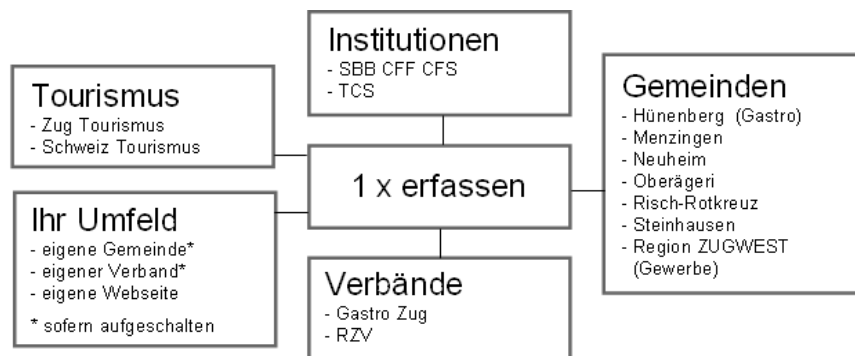 Institutionen
- SBB CFF CFS
- TCS
Tourismus
- Zug Tourismus
- Schweiz Tourismus
Gemeinden
- Hünenberg (Gastro)
- Menzingen
- Neuheim
- Oberägeri
- Risch-Rotkreuz
- Steinhausen
- Region ZUGWEST
(Gewerbe)
1 x erfassen
Ihr Umfeld
- eigene Gemeinde*
- eigener Verband*
- eigene Webseite
* sofern aufgeschalten
Verbände
- Gastro Zug
- RZV